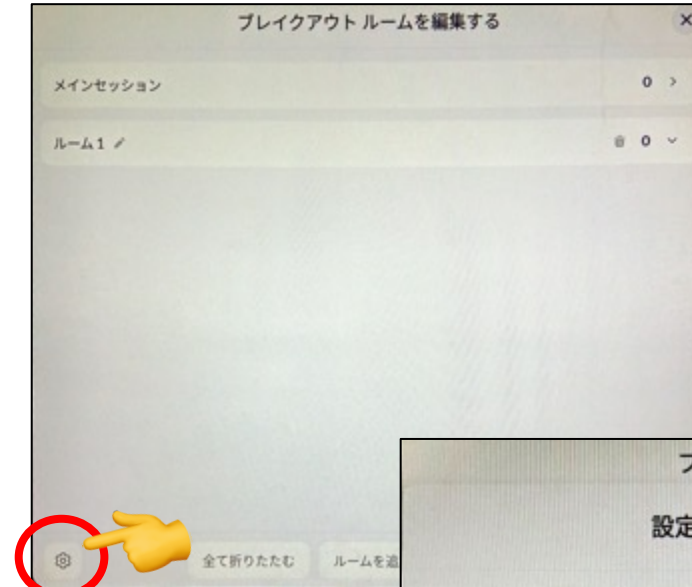 ブレイクアウト ルームを編集する
メインセッション 0
ルーム1 0
全て折りたたむ ルームを追
設定